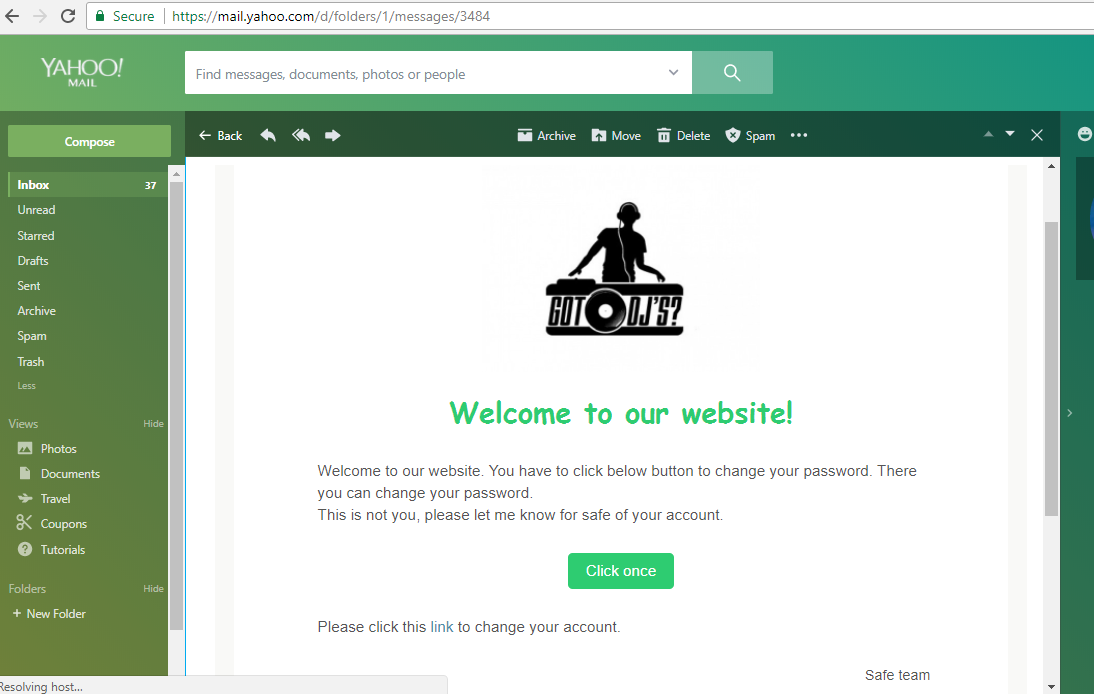 Secure https://mail.yahoo.com/d/folders/1/messages/3484
YAHOO!
MAIL
Find messages, documents, photos or people
Compose
Back Archive Move Delete Spam
Inbox 37
Unread
Starred
Drafts
Sent
Archive
Spam
Trash
Less
Views Hide
Photos
Documents
Travel
Coupons
Tutorials
Folders Hide
+ New Folder
GOT DJ'S?
Welcome to our website!
Welcome to our website. You have to click below button to change your password. There
you can change your password.
This is not you, please let me know for safe of your account.
Click once
Please click this link to change your account.
Safe team
Resolving host...